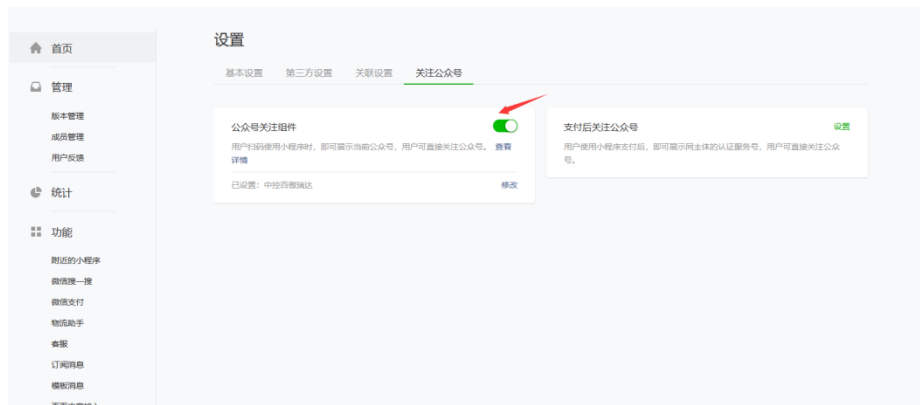 首页
管理
版本管理
成员管理
用户反馈
统计
功能
附近的小程序
微信搜一搜
微信支付
物流助手
客服
订阅消息
模板消息
设置
基本设置 第三方设置 关联设置 关注公众号
公众号关注组件
用户扫码使用小程序时，即可展示当前公众号，用户可直接关注公众号。 查看
详情
已设置：中控百傲瑞达 修改
支付后关注公众号 设置
用户使用小程序支付后，即可展示同主体的认证服务号，用户可直接关注公众
号。